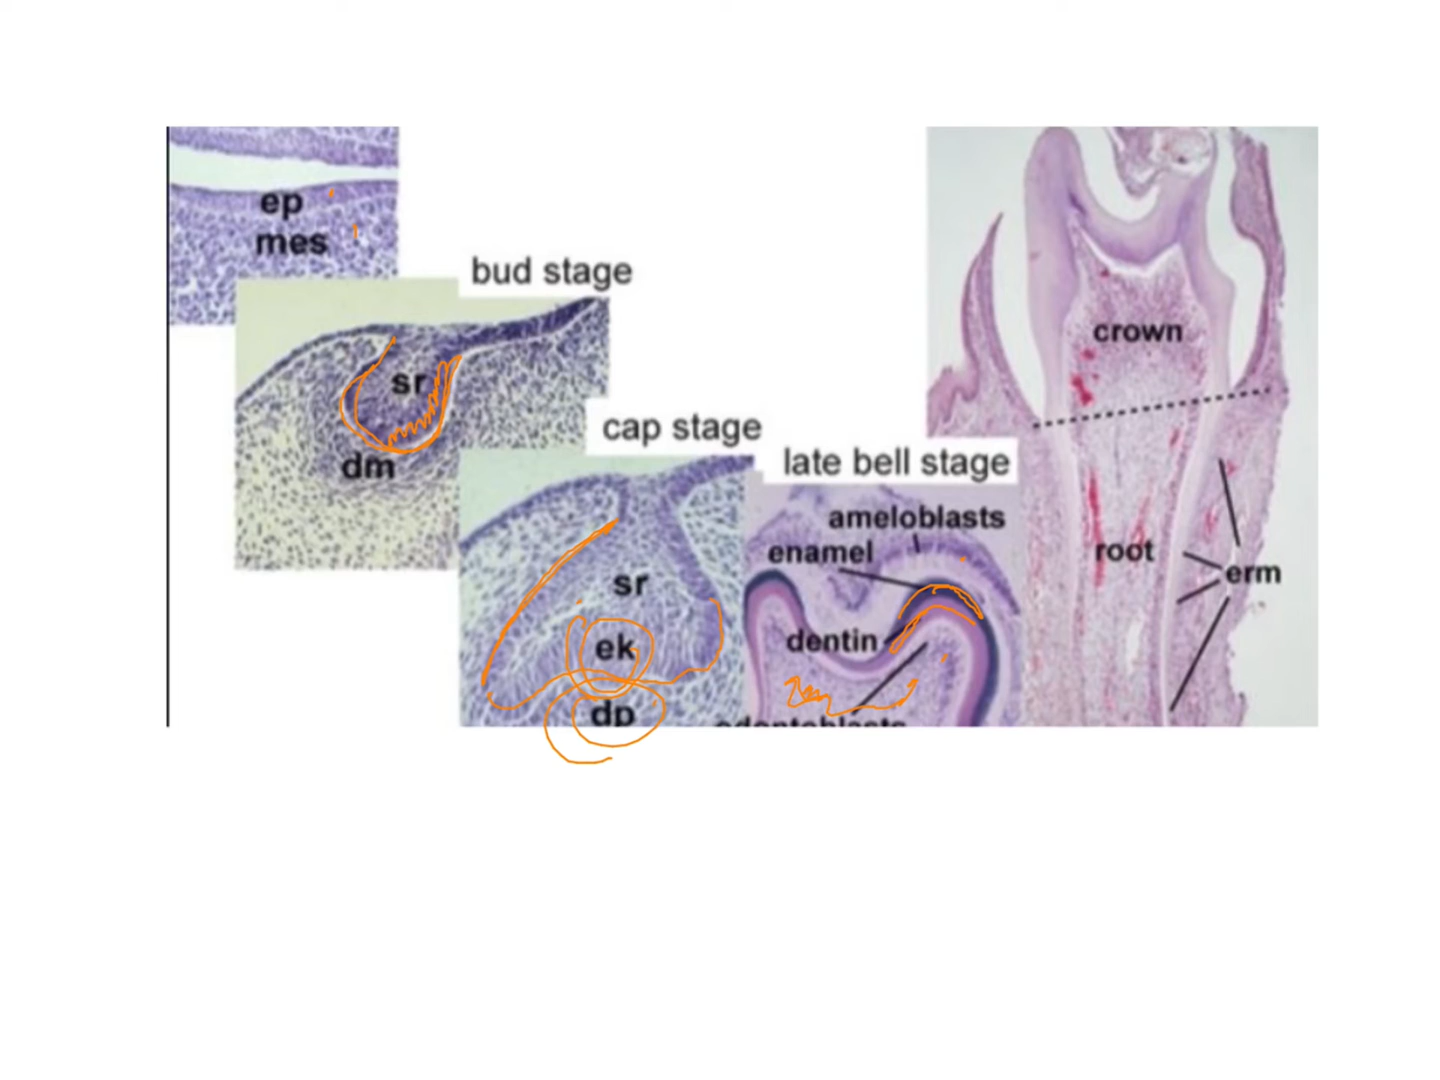 ep
mes
bud stage
sr
dm
cap stage
sr
ek
dp
late bell stage
ameloblasts
enamel
dentin
odontoblasts
crown
root
erm